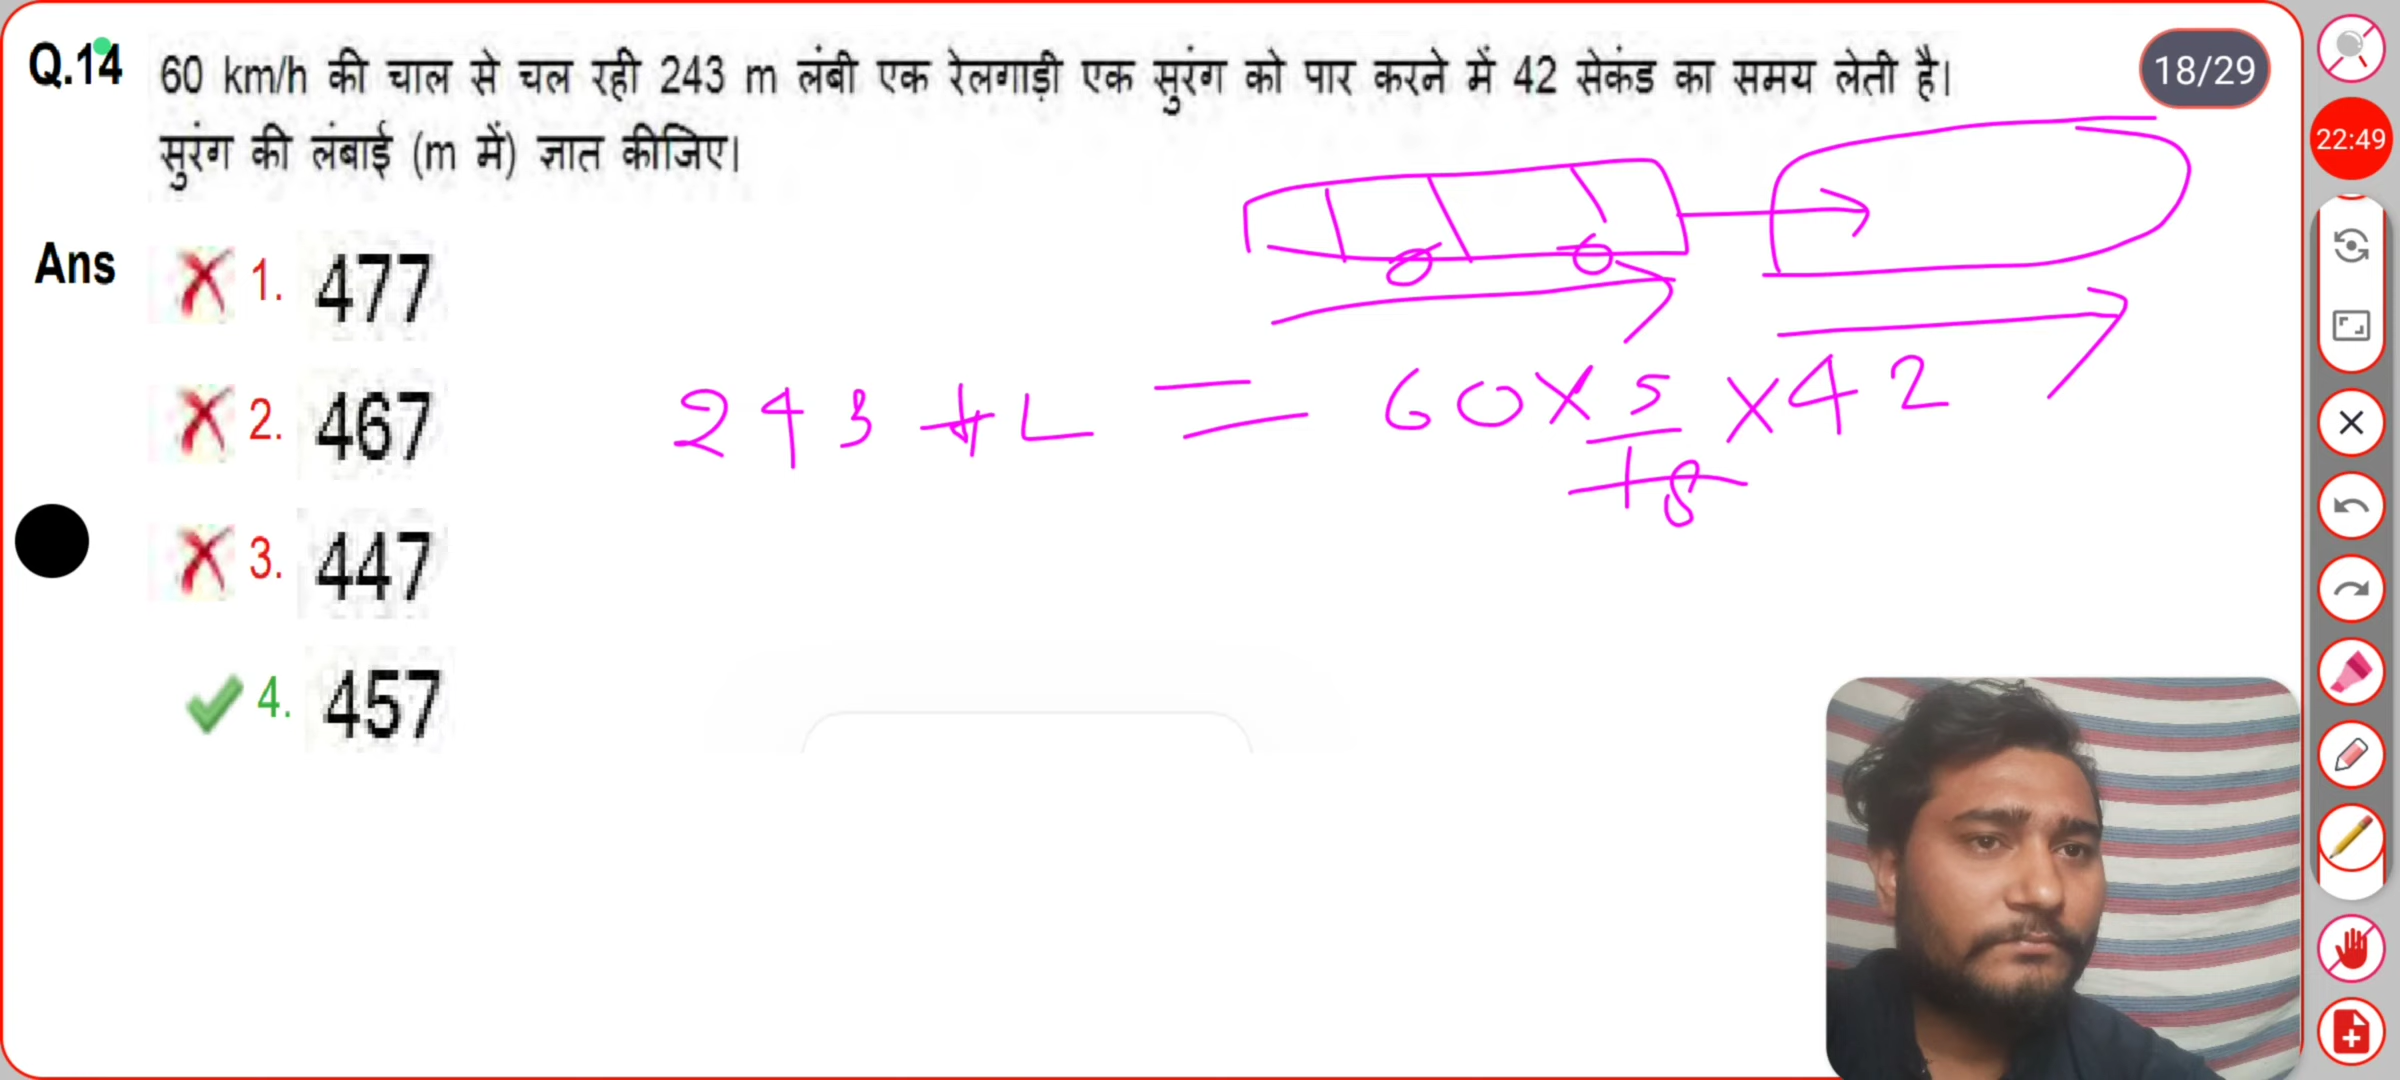 Q.14 60 km/h की चाल से चल रही 243 m लंबी एक रेलगाड़ी एक सुरंग को पार करने में 42 सेकंड का समय लेती है।
सुरंग की लंबाई (m में) ज्ञात कीजिए।
18/29
22:49
Ans 1. 477
2. 467
3. 447
4. 457
243 + L = 60 × 5/18 × 42